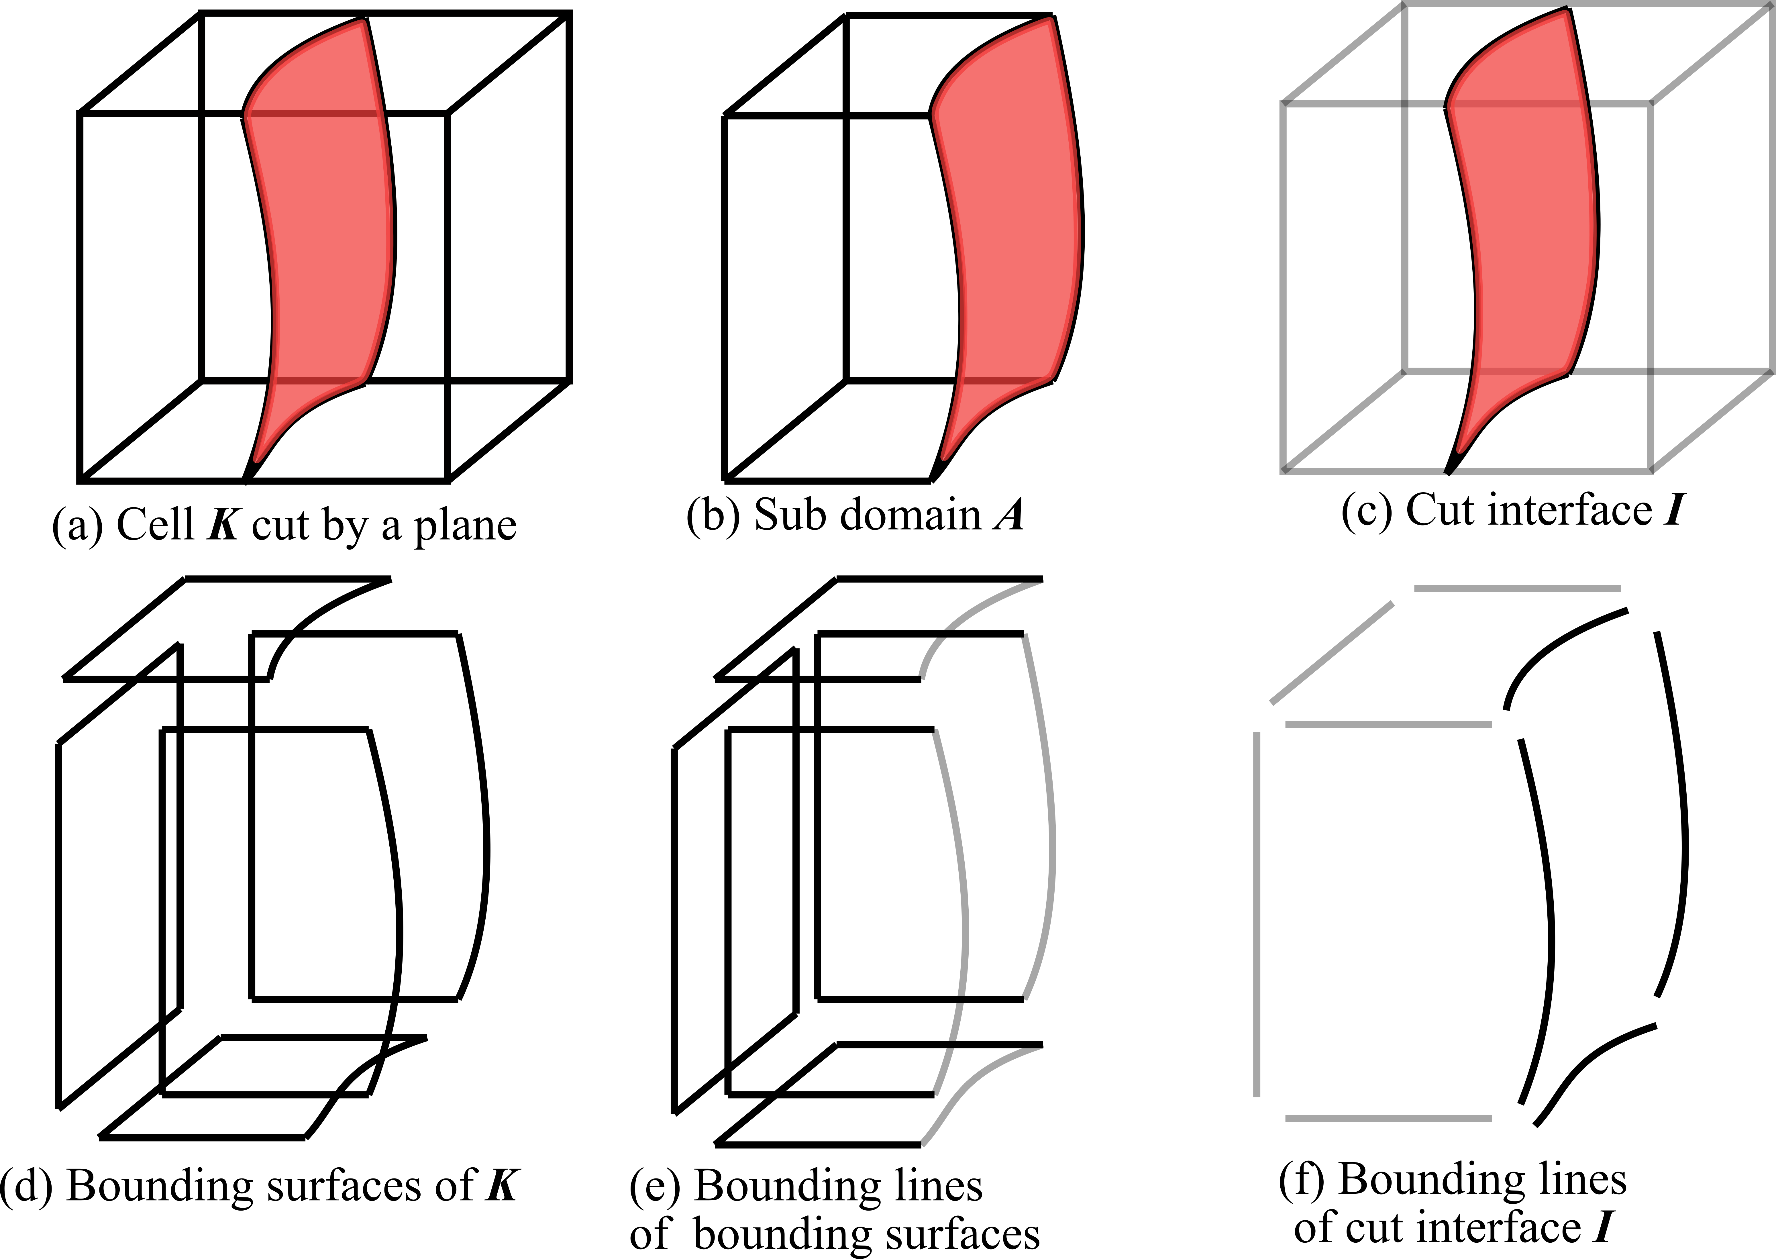 (a) Cell K cut by a plane
(b) Sub domain A
(c) Cut interface I
(d) Bounding surfaces of K
(e) Bounding lines
of bounding surfaces
(f) Bounding lines
of cut interface I